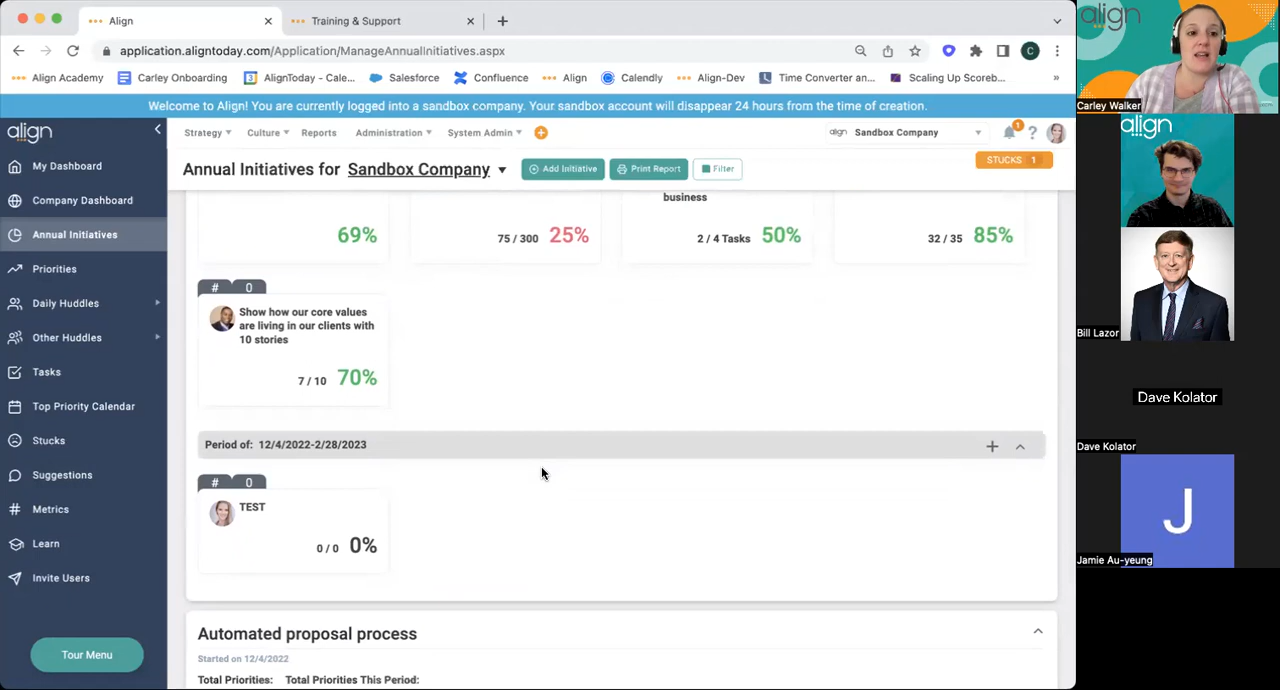 Align
Training & Support
application.aligntoday.com/Application/ManageAnnualInitiatives.aspx
C
Align Academy
Carley Onboarding
AlignToday - Cale...
Salesforce
Confluence
Align
Calendly
Align-Dev
Time Converter an...
Scaling Up Scoreb...
»
Welcome to Align! You are currently logged into a sandbox company. Your sandbox account will disappear 24 hours from the time of creation.
align
Strategy
Culture
Reports
Administration
System Admin
align
Sandbox Company
1
?
Annual Initiatives for Sandbox Company
Add Initiative
Print Report
Filter
STUCKS 1
My Dashboard
Company Dashboard
Annual Initiatives
Priorities
Daily Huddles
Other Huddles
Tasks
Top Priority Calendar
Stucks
Suggestions
Metrics
Learn
Invite Users
Tour Menu
69%
75 / 300 25%
business
2 / 4 Tasks 50%
32 / 35 85%
# 0
Show how our core values
are living in our clients with
10 stories
7 / 10 70%
Period of: 12/4/2022-2/28/2023
# 0
TEST
0 / 0 0%
Automated proposal process
Started on 12/4/2022
Total Priorities: Total Priorities This Period:
align
Carley Walker
align
Bill Lazor
Dave Kolator
Dave Kolator
J
Jamie Au-yeung